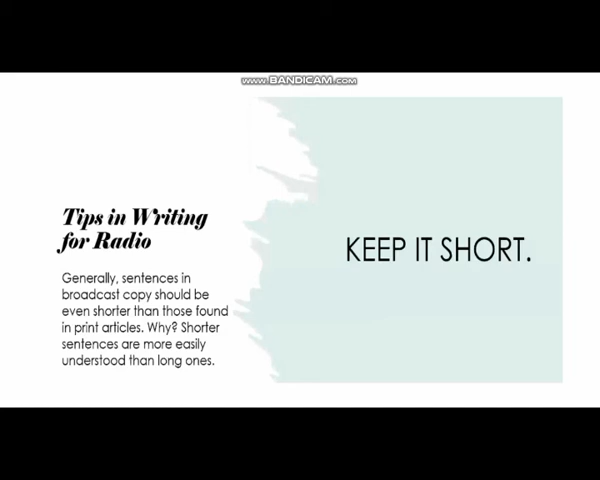 www.BANDICAM.com
Tips in Writing
for Radio
Generally, sentences in
broadcast copy should be
even shorter than those found
in print articles. Why? Shorter
sentences are more easily
understood than long ones.
KEEP IT SHORT.